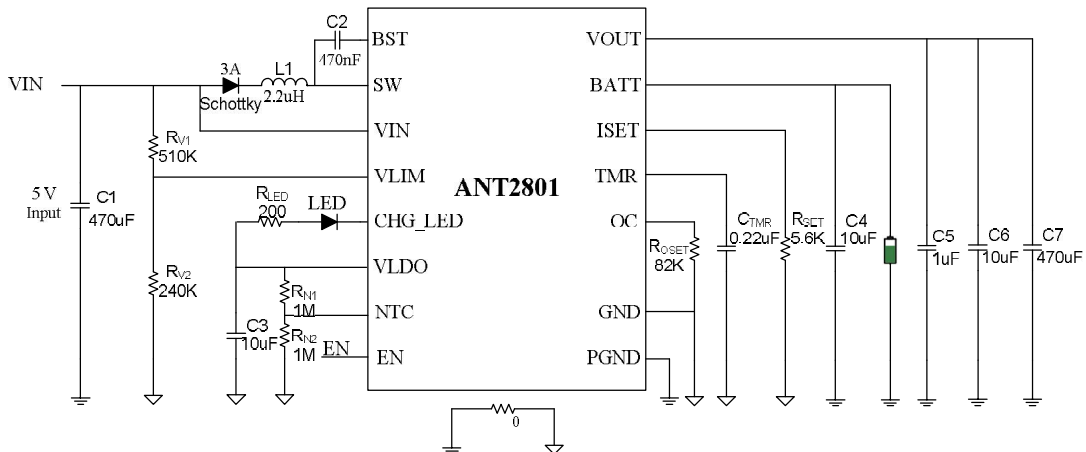 VIN
5 V
Input
C1
470uF
RV1
510K
RV2
240K
3A
Schottky
L1
2.2uH
C2
470nF
RLED
200
LED
C3
10uF
RN1
1M
RN2
1M
EN
BST
SW
VIN
VLIM
CHG_LED
VLDO
NTC
EN
ANT2801
VOUT
BATT
ISET
TMR
OC
GND
PGND
ROSET
82K
CTMR
0.22uF
RSET
5.6K
C4
10uF
C5
1uF
C6
10uF
C7
470uF
0